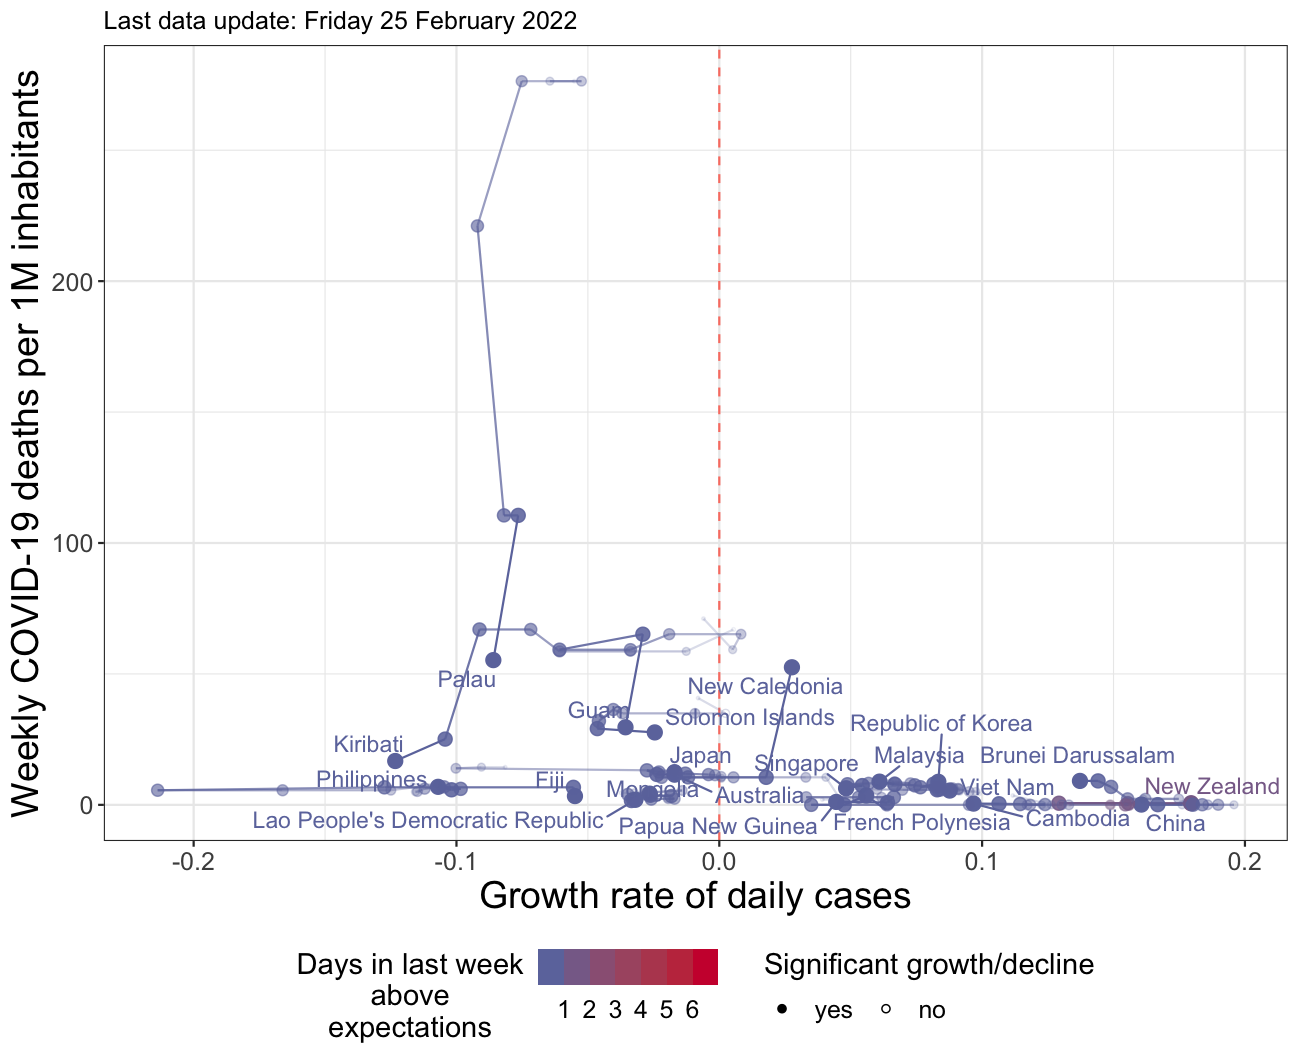 Last data update: Friday 25 February 2022
Weekly COVID-19 deaths per 1M inhabitants
200
100
0
Palau
New Caledonia
Guam
Solomon Islands
Republic of Korea
Kiribati
Japan
Singapore
Malaysia
Brunei Darussalam
Philippines
Fiji
Mongolia
Australia
Viet Nam
New Zealand
Lao People's Democratic Republic
Papua New Guinea
French Polynesia
Cambodia
China
-0.2
-0.1
0.0
0.1
0.2
Growth rate of daily cases
Days in last week
above
expectations
1 2 3 4 5 6
Significant growth/decline
yes
no